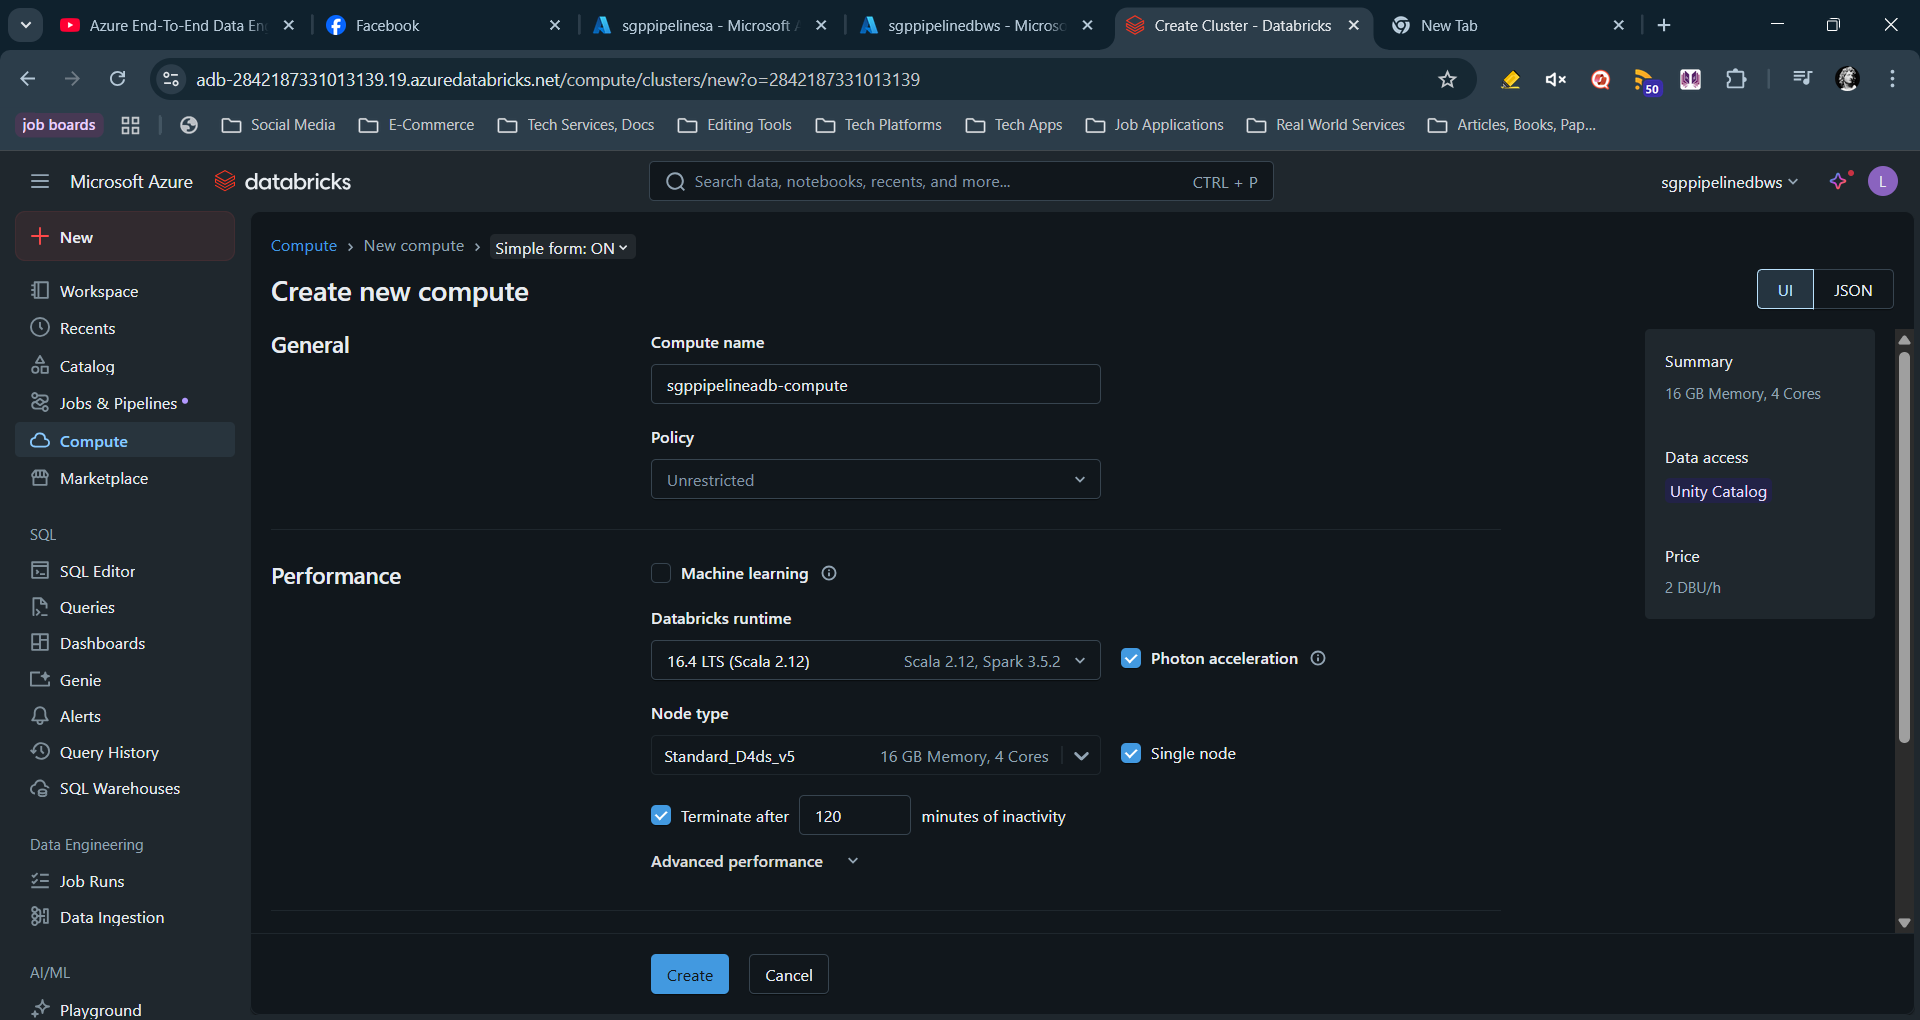 Azure End-To-End Data En
Facebook
sgppipelinesa - Microsoft A
sgppipelinedbws - Microso
Create Cluster - Databricks
New Tab
adb-2842187331013139.19.azuredatabricks.net/compute/clusters/new?o=2842187331013139
50
job boards
Social Media
E-Commerce
Tech Services, Docs
Editing Tools
Tech Platforms
Tech Apps
Job Applications
Real World Services
Articles, Books, Pap...
Microsoft Azure
databricks
Search data, notebooks, recents, and more...
CTRL + P
sgppipelinedbws
L
New
Workspace
Recents
Catalog
Jobs & Pipelines
Compute
Marketplace
SQL
SQL Editor
Queries
Dashboards
Genie
Alerts
Query History
SQL Warehouses
Data Engineering
Job Runs
Data Ingestion
AI/ML
Playground
Compute › New compute › Simple form: ON
Create new compute
UI
JSON
General
Compute name
sgppipelineadb-compute
Policy
Unrestricted
Performance
Machine learning
Databricks runtime
16.4 LTS (Scala 2.12)
Scala 2.12, Spark 3.5.2
Photon acceleration
Node type
Standard_D4ds_v5
16 GB Memory, 4 Cores
Single node
Terminate after 120 minutes of inactivity
Advanced performance
Create
Cancel
Summary
16 GB Memory, 4 Cores
Data access
Unity Catalog
Price
2 DBU/h